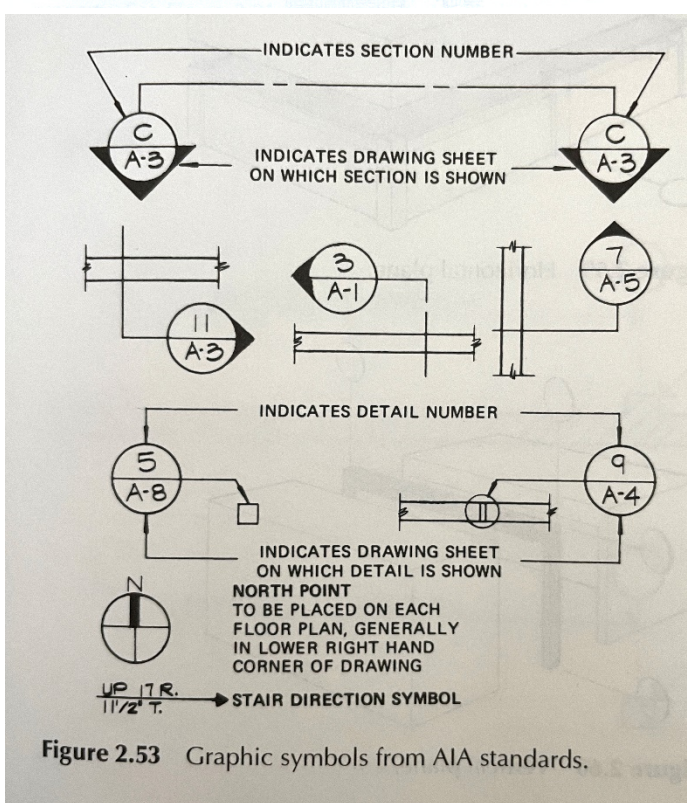 INDICATES SECTION NUMBER
C
A-3
C
A-3
INDICATES DRAWING SHEET
ON WHICH SECTION IS SHOWN
11
A-3
3
A-1
7
A-5
INDICATES DETAIL NUMBER
5
A-8
9
A-4
INDICATES DRAWING SHEET
ON WHICH DETAIL IS SHOWN
N
NORTH POINT
TO BE PLACED ON EACH
FLOOR PLAN, GENERALLY
IN LOWER RIGHT HAND
CORNER OF DRAWING
UP 17 R.
11 1/2" T.
STAIR DIRECTION SYMBOL
Figure 2.53 Graphic symbols from AIA standards.